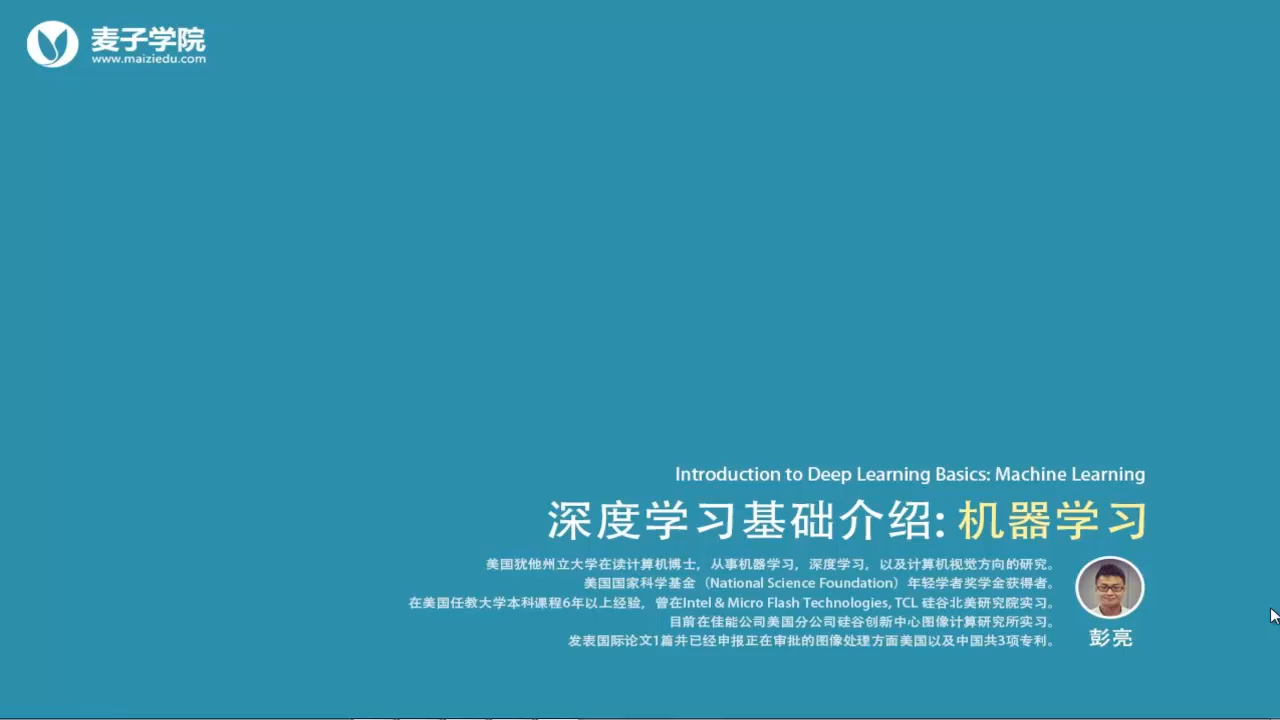 麦子学院
www.maiziedu.com
Introduction to Deep Learning Basics: Machine Learning
深度学习基础介绍: 机器学习
美国犹他州立大学在读计算机博士，从事机器学习，深度学习，以及计算机视觉方向的研究。
美国国家科学基金（National Science Foundation）年轻学者奖学金获得者。
在美国任教大学本科课程6年以上经验，曾在Intel & Micro Flash Technologies, TCL 硅谷北美研究院实习。
目前在佳能公司美国分公司硅谷创新中心图像计算研究所实习。
发表国际论文1篇并已经申报正在审批的图像处理方面美国以及中国共3项专利。
彭亮